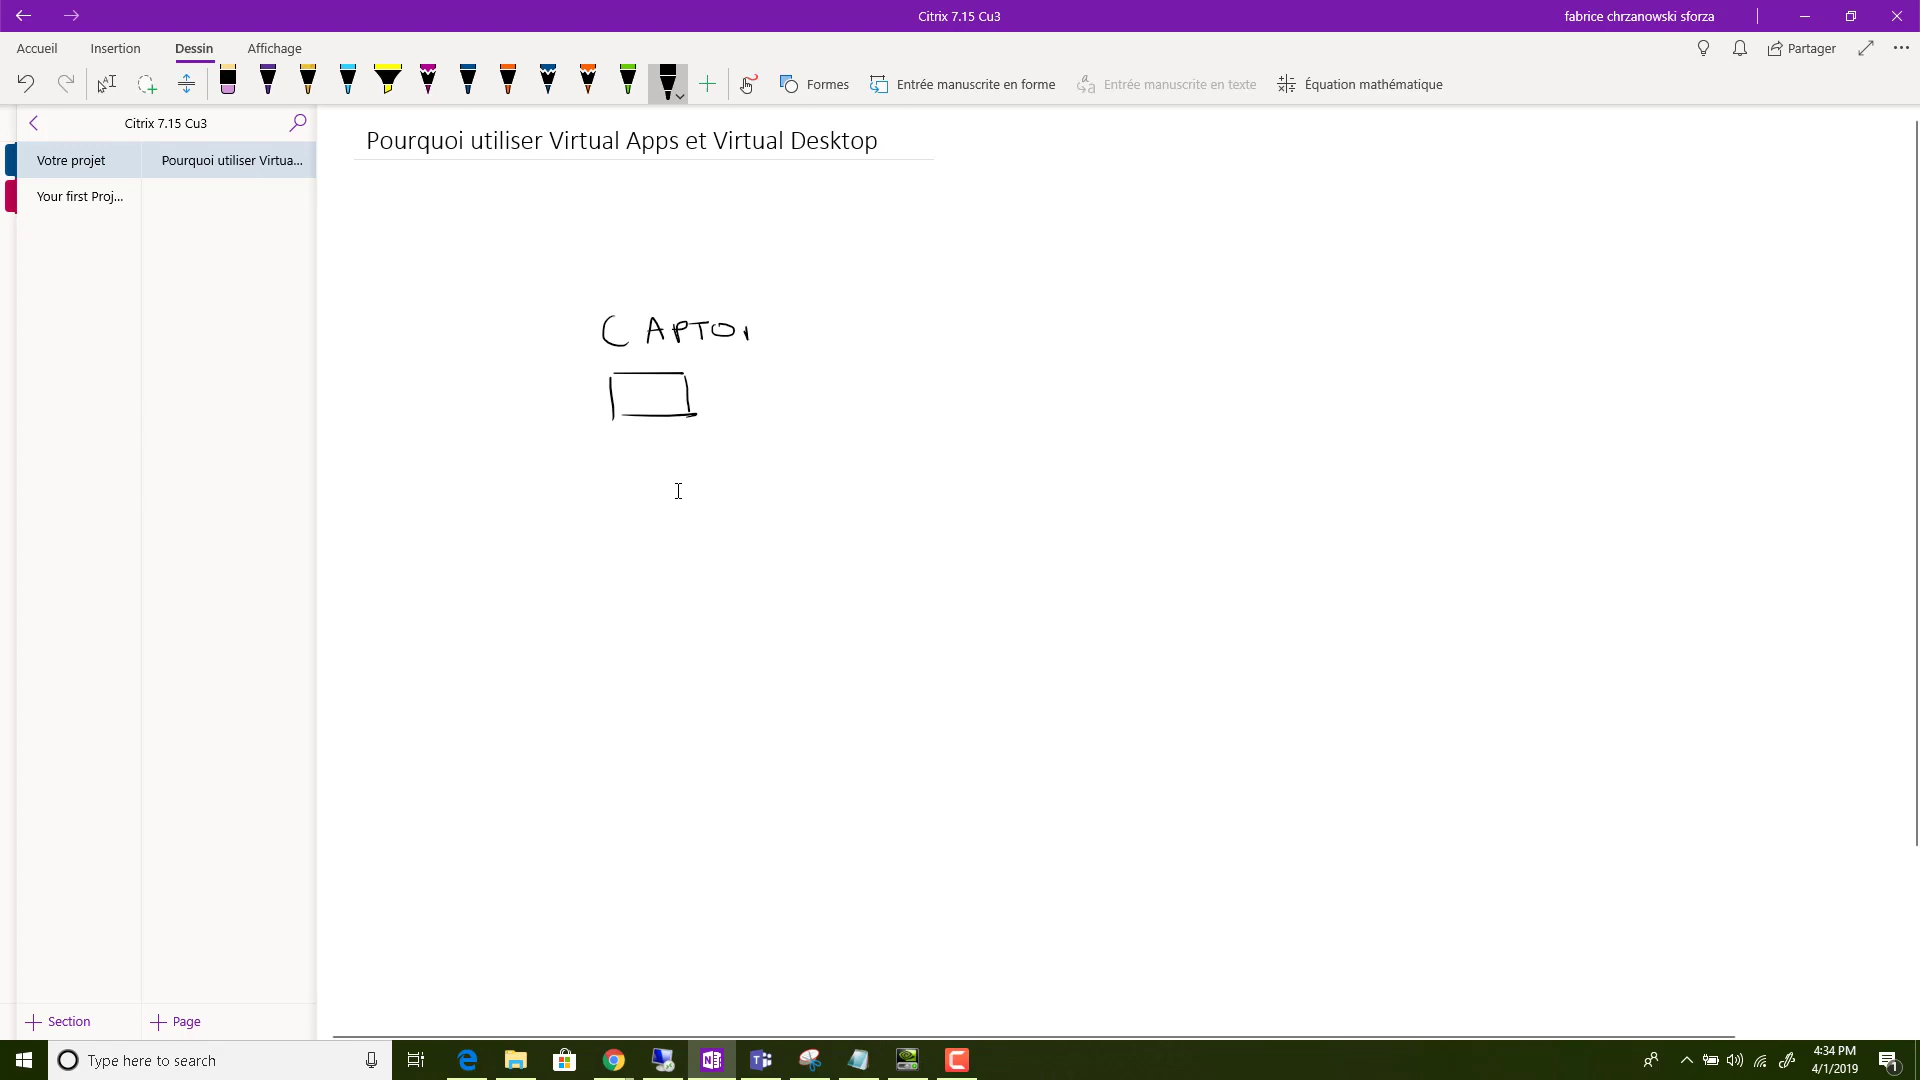 Citrix 7.15 Cu3
fabrice chrzanowski sforza
Accueil
Insertion
Dessin
Affichage
Partager
Formes
Entrée manuscrite en forme
Entrée manuscrite en texte
Équation mathématique
Citrix 7.15 Cu3
Votre projet
Pourquoi utiliser Virtua...
Your first Proj...
Pourquoi utiliser Virtual Apps et Virtual Desktop
Section
Page
Type here to search
4:34 PM
4/1/2019
1